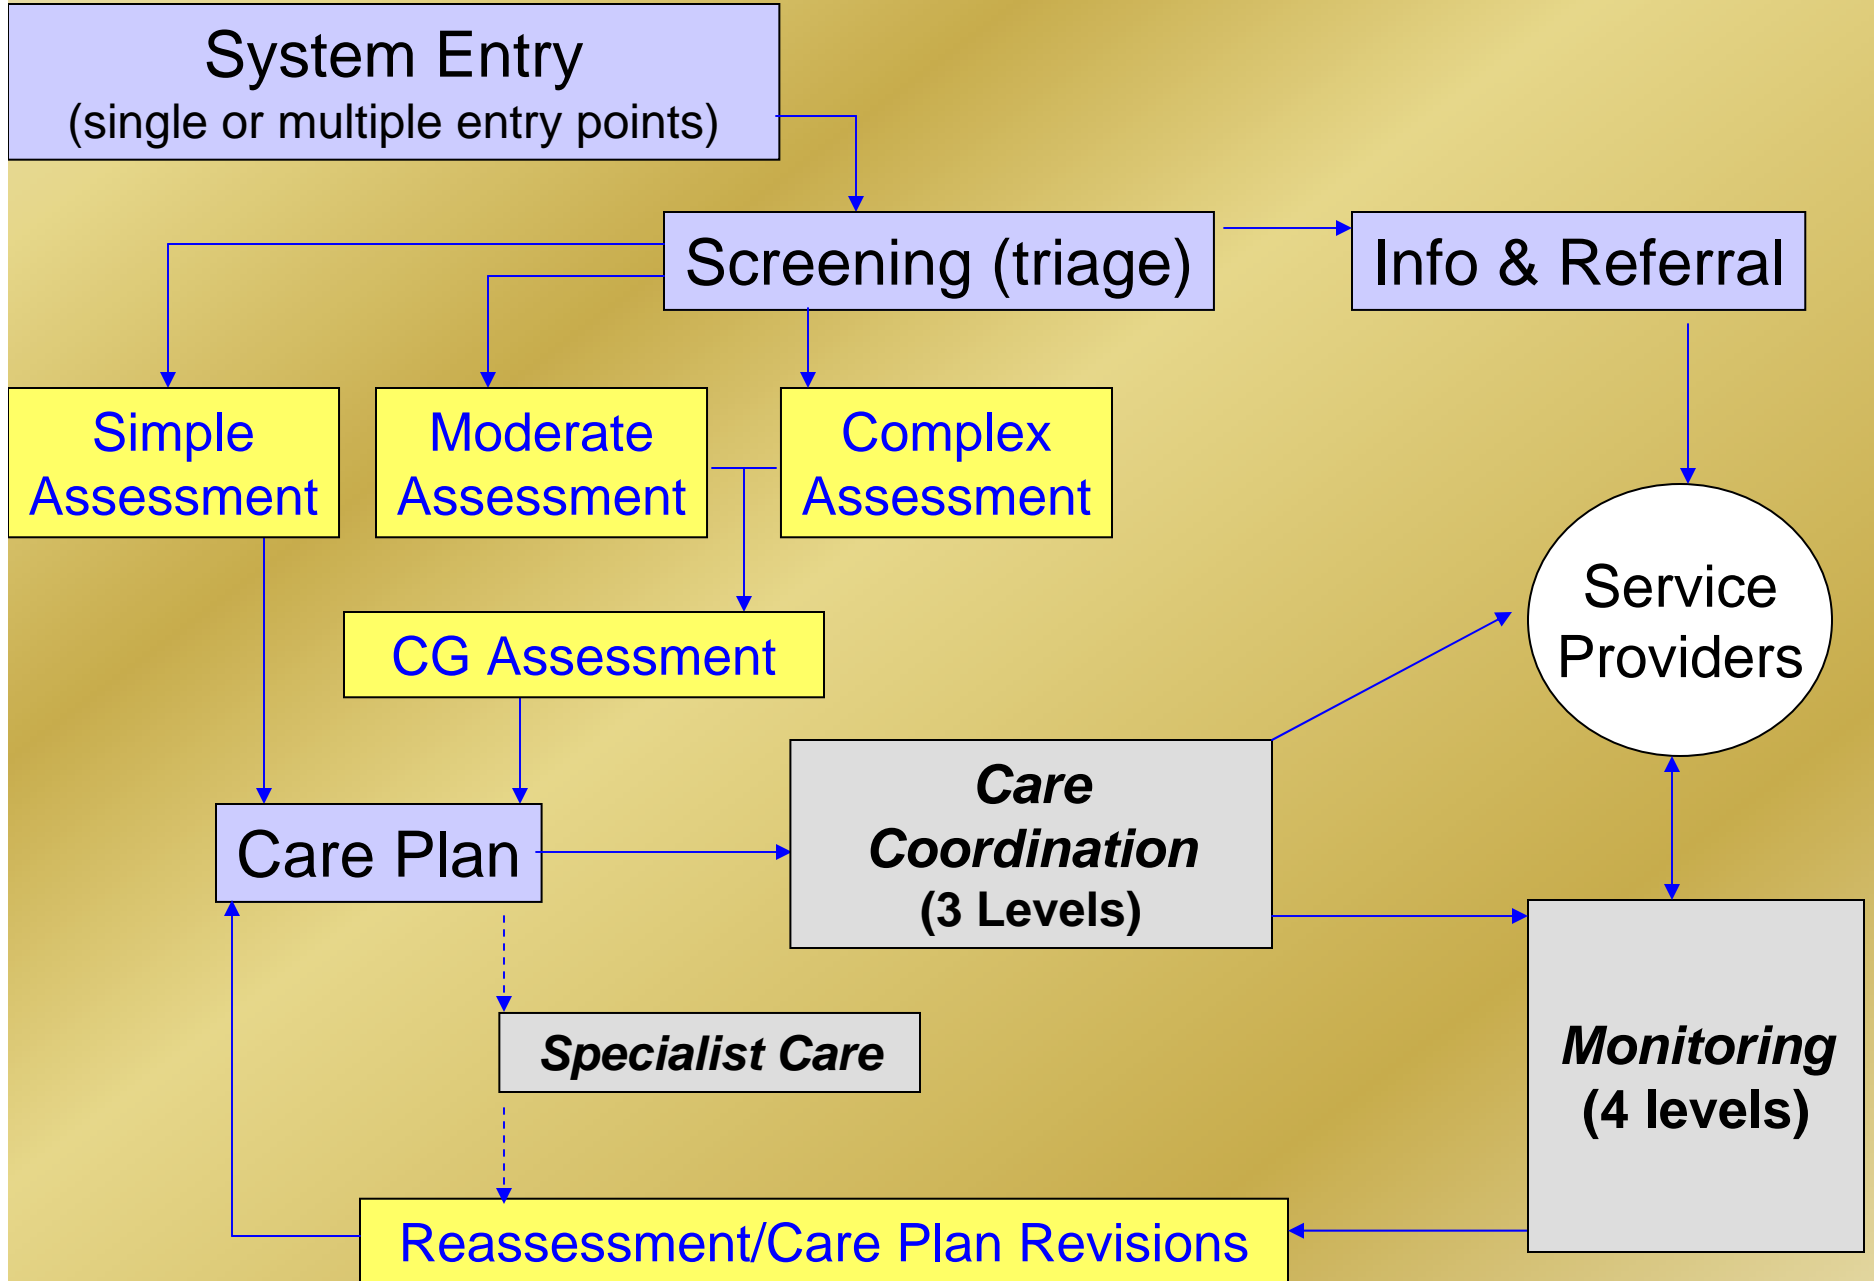 System Entry
(single or multiple entry points)
Screening (triage)
Info & Referral
Simple
Assessment
Moderate
Assessment
Complex
Assessment
Service
Providers
CG Assessment
Care
Coordination
(3 Levels)
Care Plan
Specialist Care
Monitoring
(4 levels)
Reassessment/Care Plan Revisions